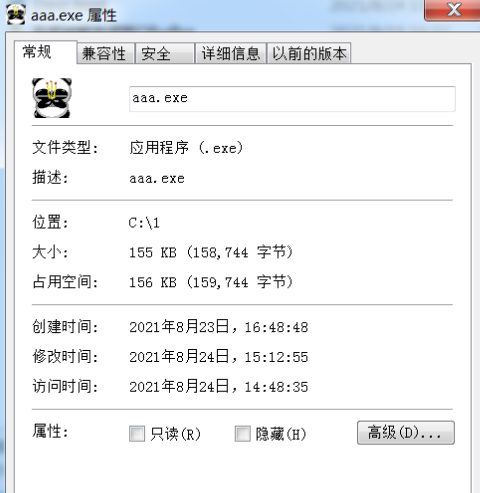 aaa.exe 属性
常规 兼容性 安全 详细信息 以前的版本
aaa.exe
文件类型: 应用程序 (.exe)
描述: aaa.exe
位置: C:\1
大小: 155 KB (158,744 字节)
占用空间: 156 KB (159,744 字节)
创建时间: 2021年8月23日，16:48:48
修改时间: 2021年8月24日，15:12:55
访问时间: 2021年8月24日，14:48:35
属性: 只读(R) 隐藏(H) 高级(D)...